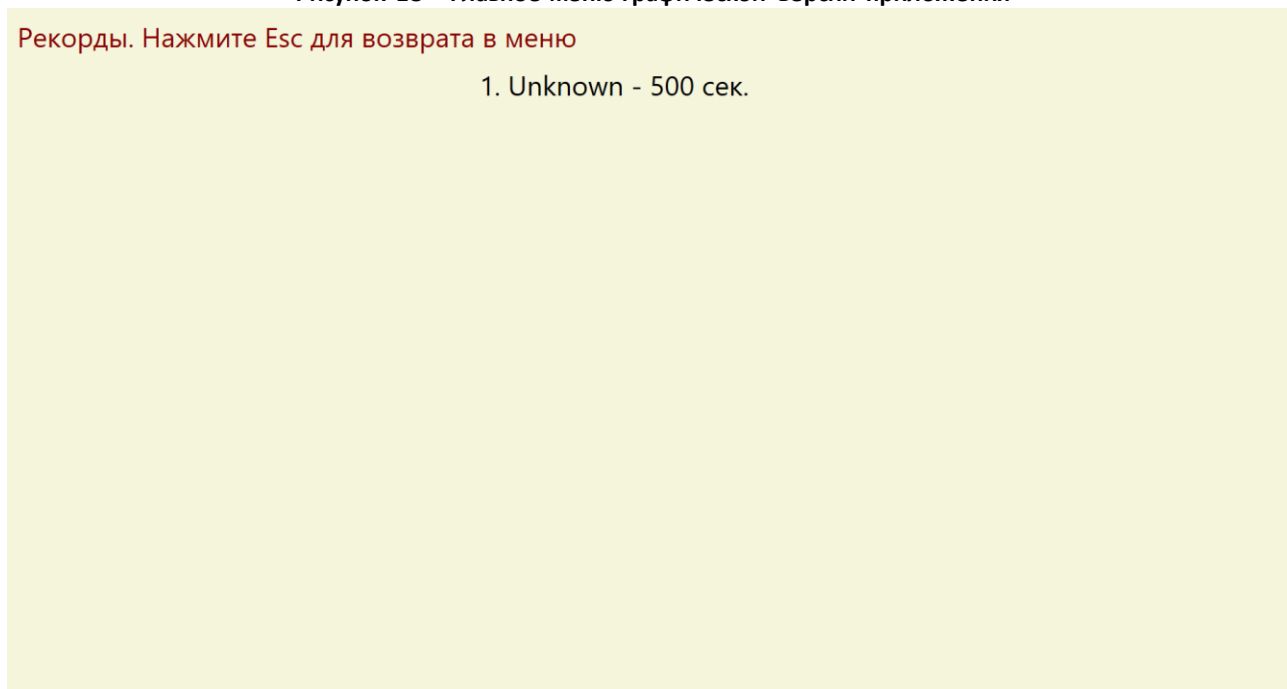 Рекорды. Нажмите Esc для возврата в меню
1. Unknown - 500 сек.